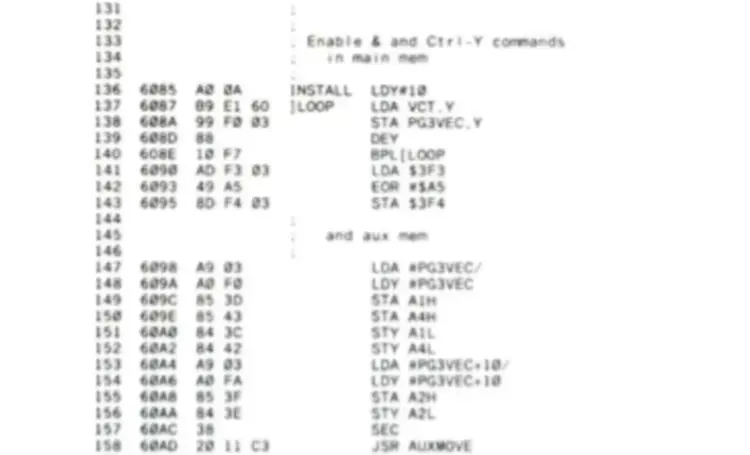 131 ;
132 ;
133 ; Enable & and Ctrl-Y commands
134 ; in main mem
135 ;
136 6085 A0 0A INSTALL LDY#10
137 6087 B9 E1 60 ]LOOP LDA VCT,Y
138 608A 99 F0 03 STA PG3VEC,Y
139 608D 88 DEY
140 608E 10 F7 BPL[LOOP
141 6090 AD F3 03 LDA $3F3
142 6093 49 A5 EOR #$A5
143 6095 8D F4 03 STA $3F4
144 ;
145 ; and aux mem
146 ;
147 6098 A9 03 LDA #PG3VEC/
148 609A A0 F0 LDY #PG3VEC
149 609C 85 3D STA A1H
150 609E 85 43 STA A4H
151 60A0 84 3C STY A1L
152 60A2 84 42 STY A4L
153 60A4 A9 03 LDA #PG3VEC+10/
154 60A6 A0 FA LDY #PG3VEC+10
155 60A8 85 3F STA A2H
156 60AA 84 3E STY A2L
157 60AC 38 SEC
158 60AD 20 11 C3 JSR AUXMOVE